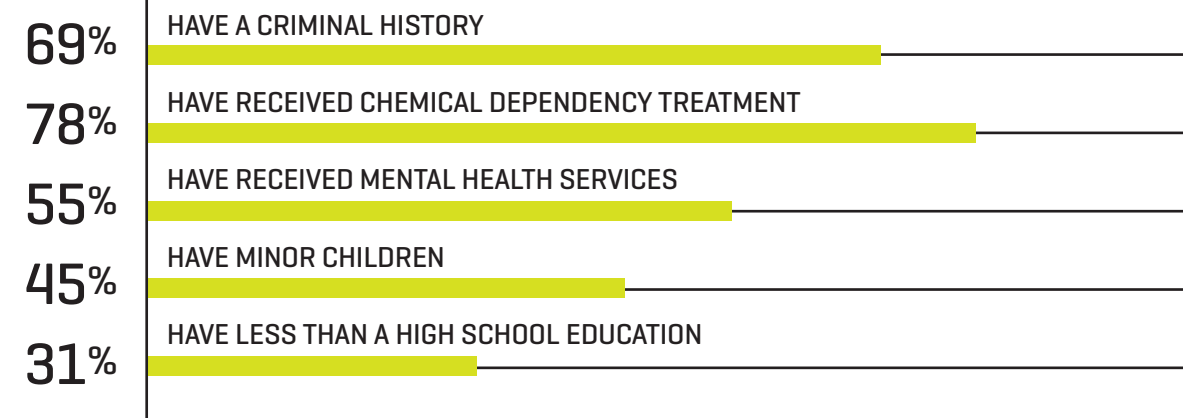 69% HAVE A CRIMINAL HISTORY
78% HAVE RECEIVED CHEMICAL DEPENDENCY TREATMENT
55% HAVE RECEIVED MENTAL HEALTH SERVICES
45% HAVE MINOR CHILDREN
31% HAVE LESS THAN A HIGH SCHOOL EDUCATION